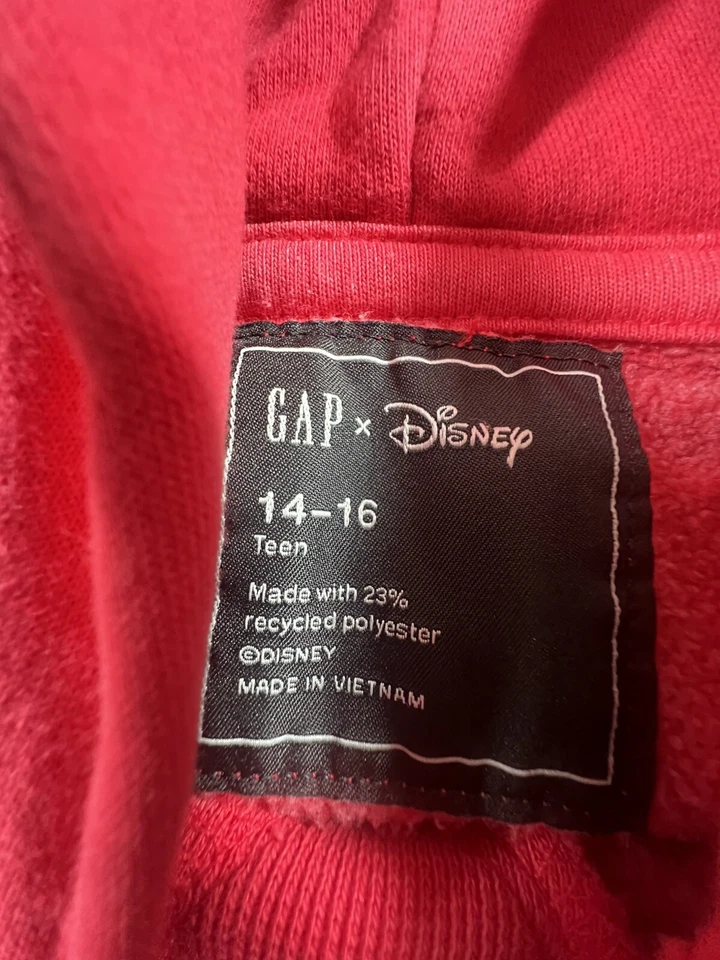 GAP × Disney
14-16
Teen
Made with 23%
recycled polyester
©DISNEY
MADE IN VIETNAM